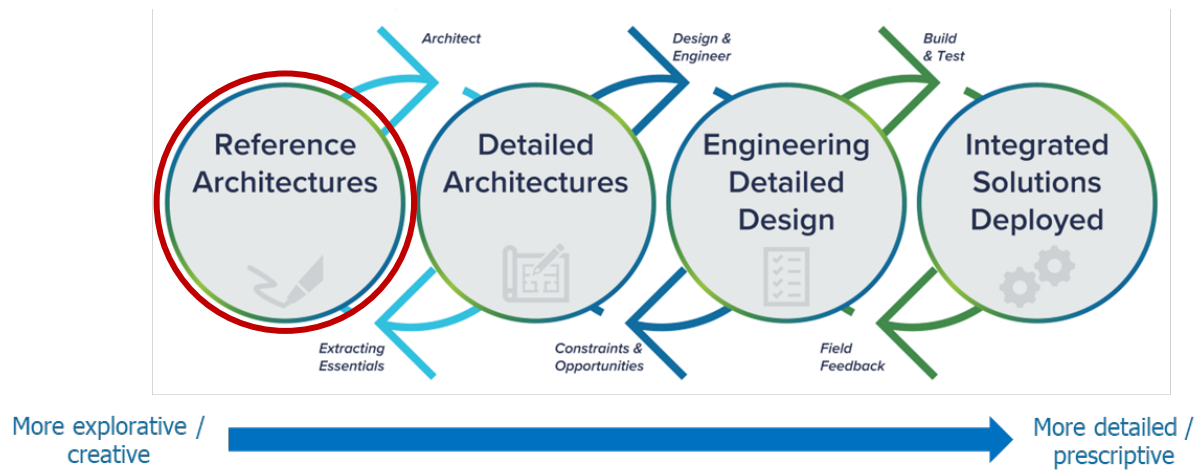 Architect
Design &
Engineer
Build
& Test
Reference
Architectures
Detailed
Architectures
Engineering
Detailed
Design
Integrated
Solutions
Deployed
Extracting
Essentials
Constraints &
Opportunities
Field
Feedback
More explorative /
creative
More detailed /
prescriptive